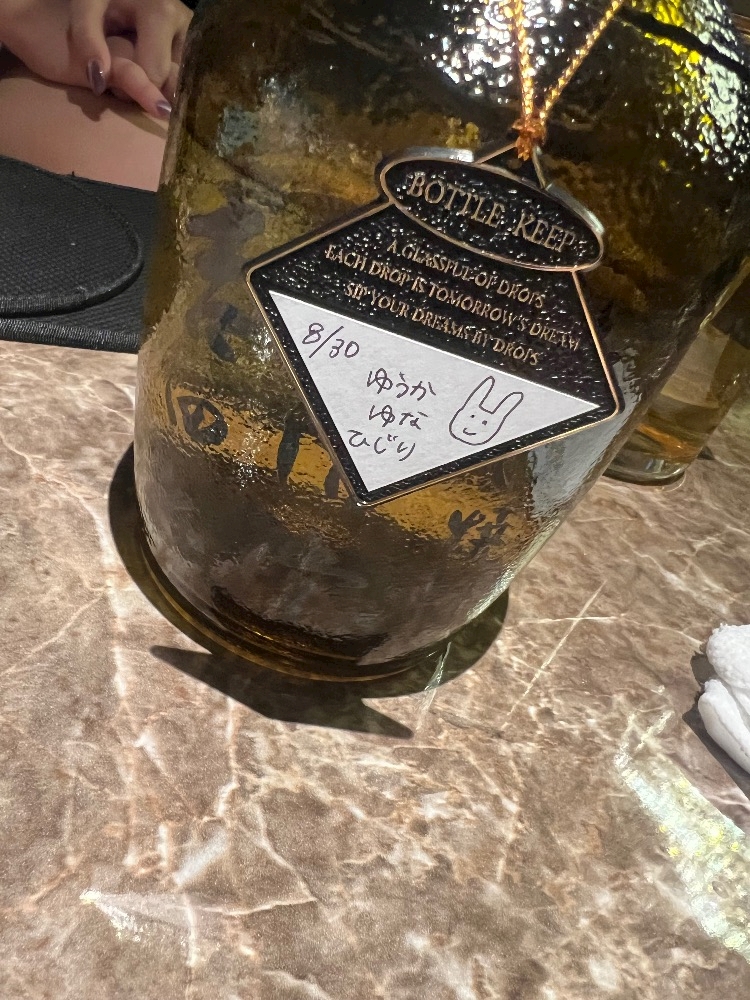 BOTTLE KEEP
A GLASSFUL OF DROPS
EACH DROP IS TOMORROW'S DREAM
SIP YOUR DREAMS BY DROPS
8/30
ゆうか
ゆな
ひじり